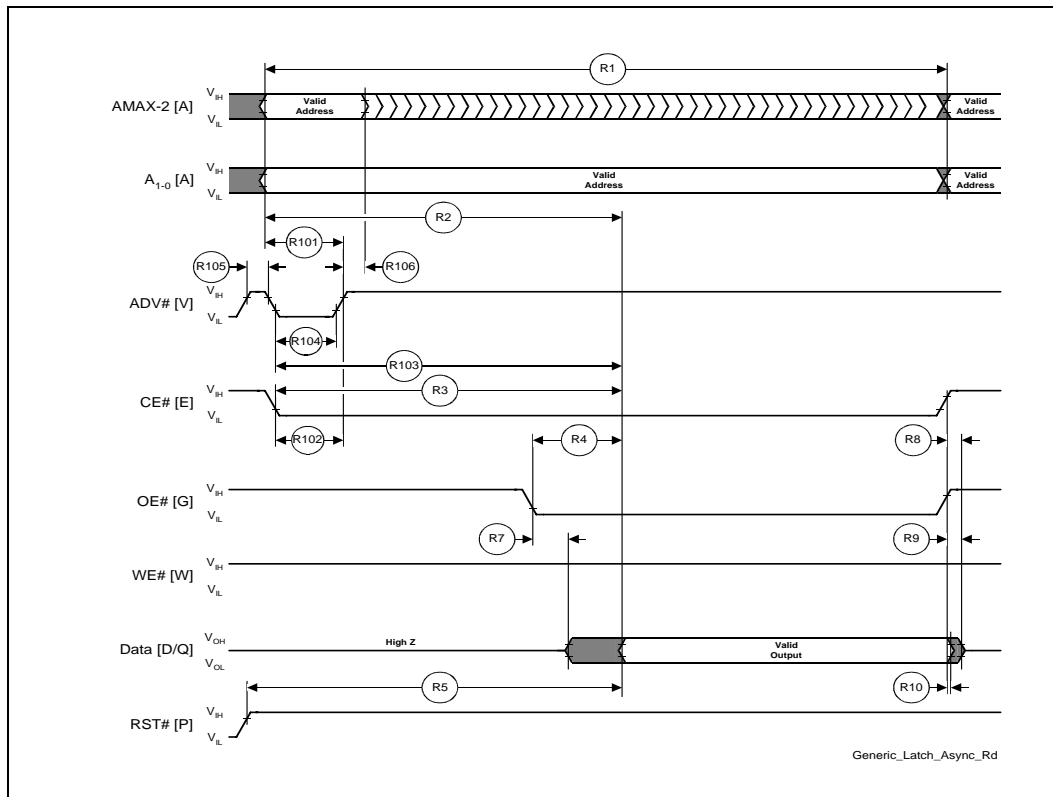 R1
AMAX-2 [A]
VIH
VIL
Valid
Address
Valid
Address
A1-0 [A]
VIH
VIL
Valid
Address
Valid
Address
R2
R101
R105
R106
ADV# [V]
VIH
VIL
R104
R103
CE# [E]
VIH
VIL
R3
R102
R4
R8
OE# [G]
VIH
VIL
R7
R9
WE# [W]
VIH
VIL
Data [D/Q]
VOH
VOL
High Z
Valid
Output
R5
R10
RST# [P]
VIH
VIL
Generic_Latch_Async_Rd